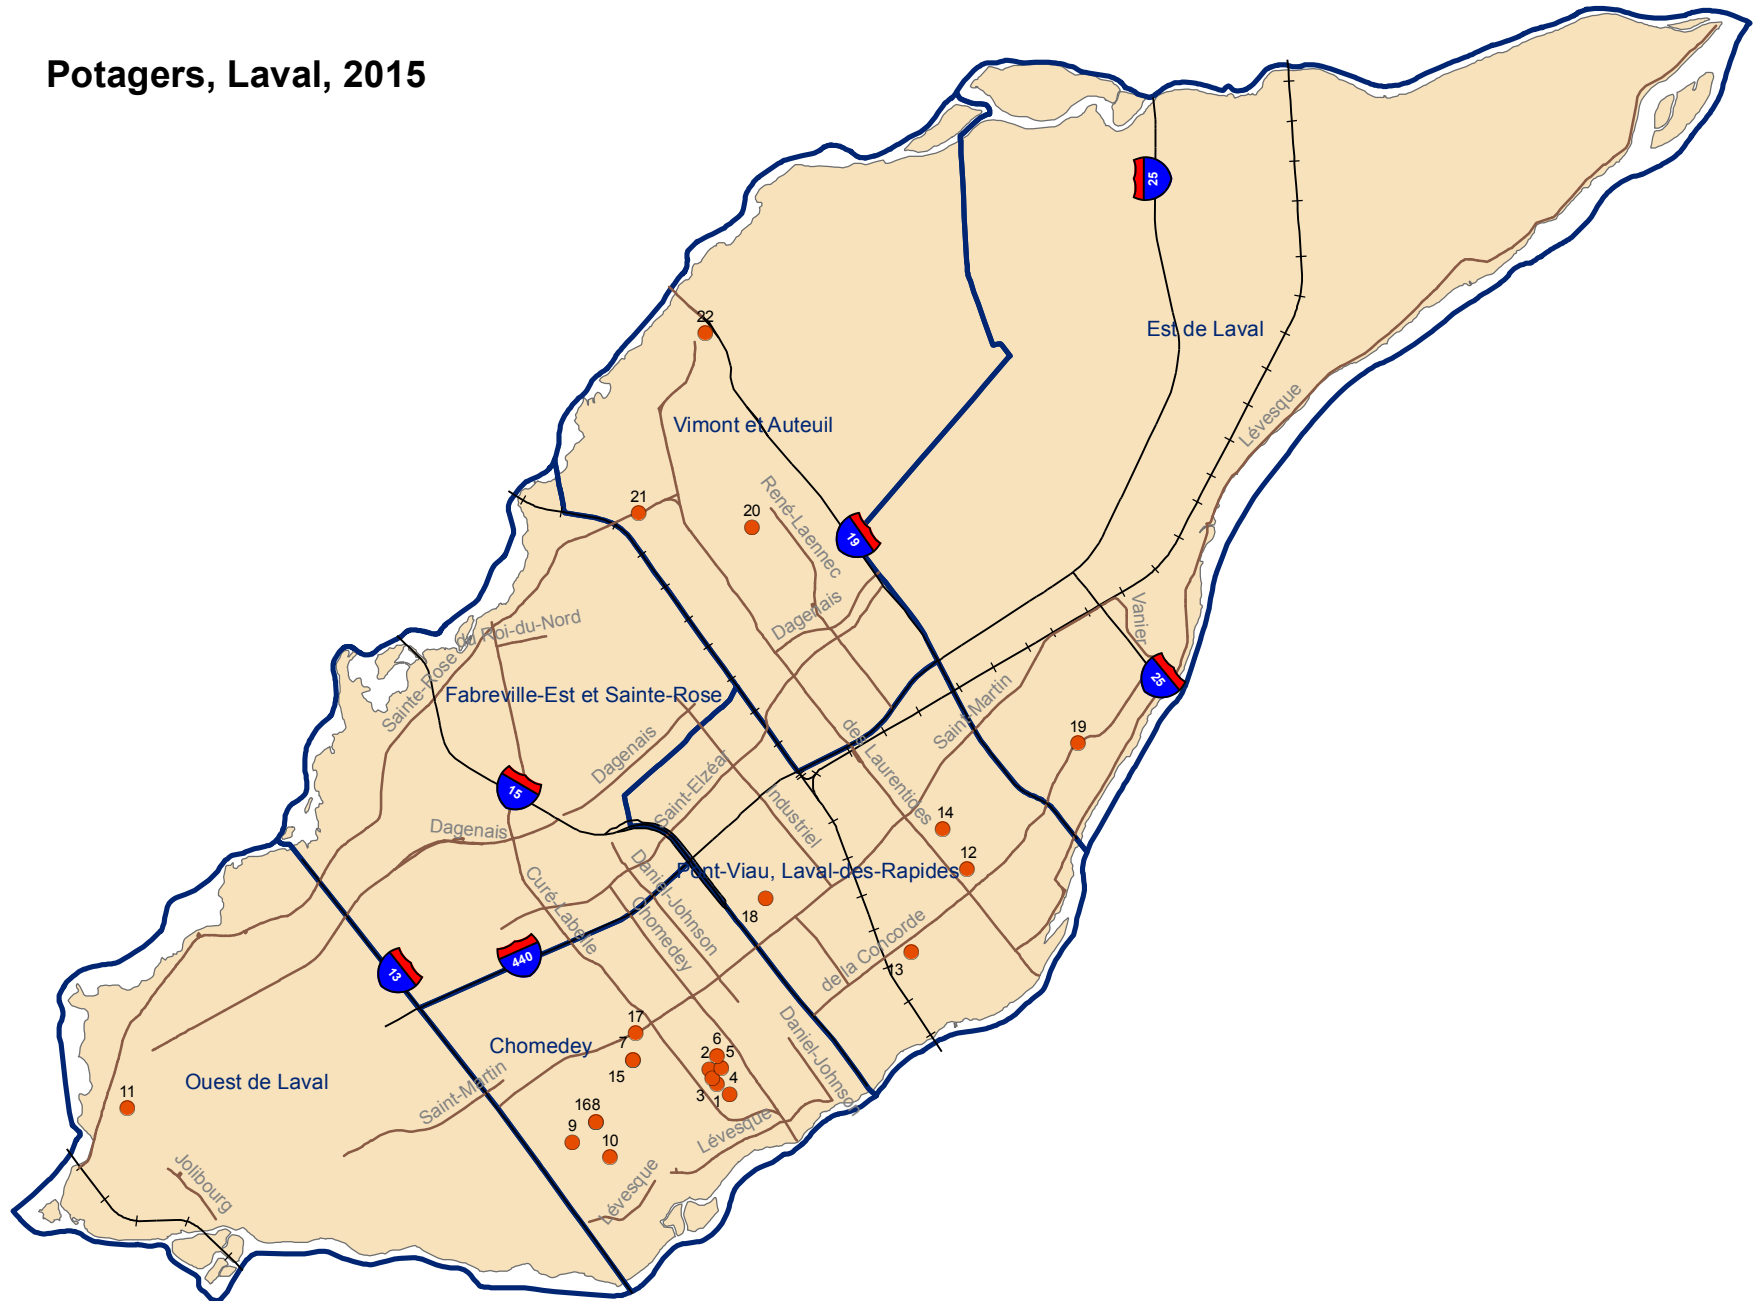 Potagers, Laval, 2015
25
Est de Laval
22
Vimont et Auteuil
Lévesque
René-Laennec
21
20
19
Dagenais
Vanier
Sainte-Rose
du Roi-du-Nord
Fabreville-Est et Sainte-Rose
25
Saint-Martin
de
Laurentides
19
Dagenais
Saint-Elzéar
15
Industriel
Dagenais
14
12
Pont-Viau, Laval-des-Rapides
Daniel-Johnson
Chomedey
Curé-Labelle
18
de la Concorde
13
440
13
17
7
15
6
2
5
4
3
1
Daniel-Johnson
Chomedey
Ouest de Laval
11
Saint-Martin
168
9
10
Lévesque
Lévesque
Jolibourg